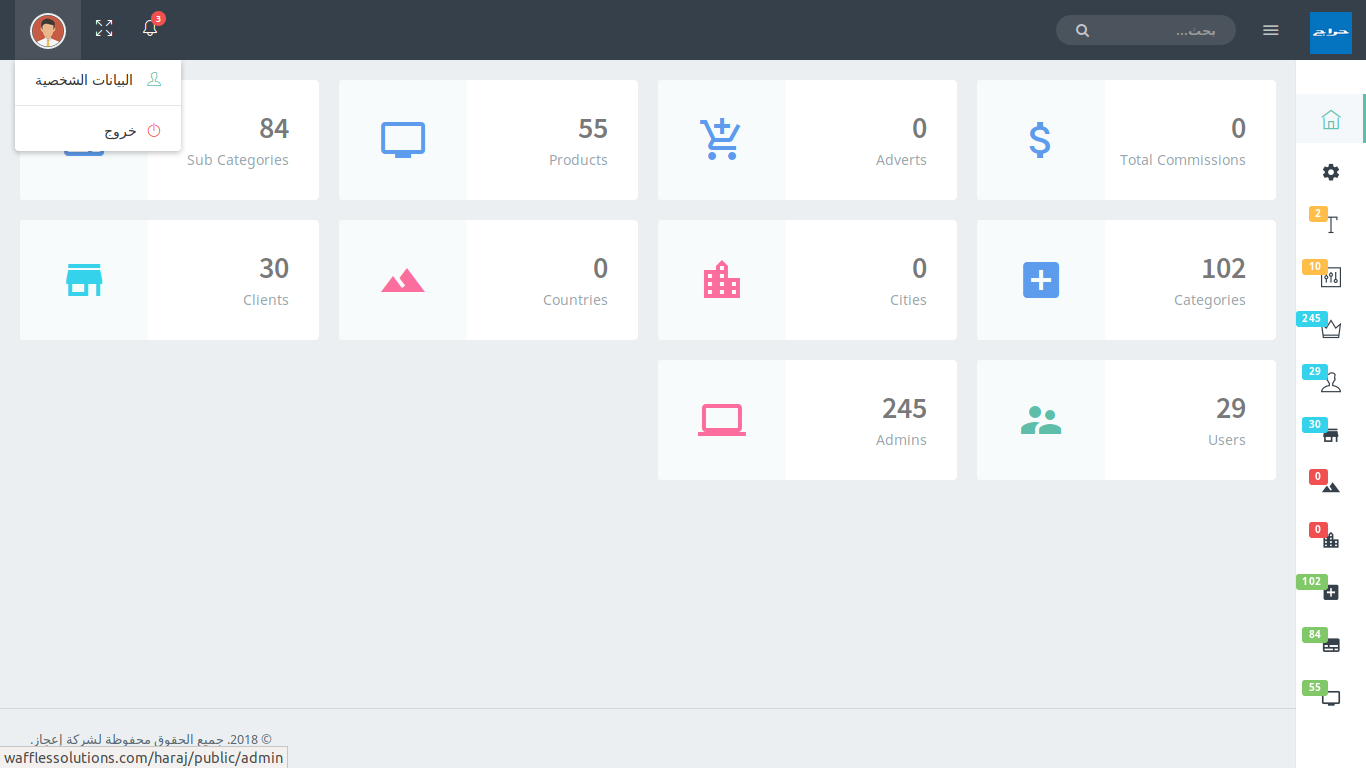 حراج
بحث...
3
0
Total Commissions
0
Adverts
55
Products
84
Sub Categories
البيانات الشخصية
خروج
102
Categories
0
Cities
0
Countries
30
Clients
29
Users
245
Admins
2
10
245
29
30
0
0
102
84
55
© 2018. جميع الحقوق محفوظة لشركة إعجاز.
wafflessolutions.com/haraj/public/admin